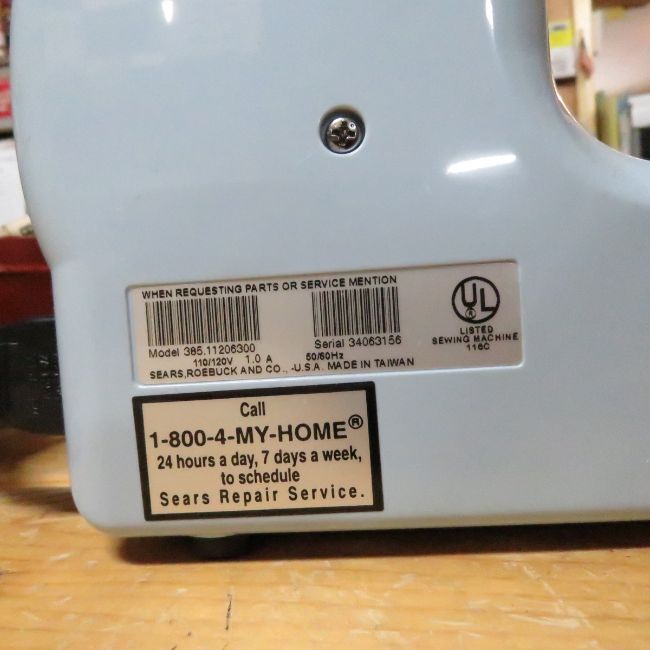 WHEN REQUESTING PARTS OR SERVICE MENTION
Model 385.11206300 Serial 34063156
110/120V 1.0 A 50/60Hz
SEARS,ROEBUCK AND CO., -U.S.A. MADE IN TAIWAN
UL
LISTED
SEWING MACHINE
116C
Call
1-800-4-MY-HOME®
24 hours a day, 7 days a week,
to schedule
Sears Repair Service.